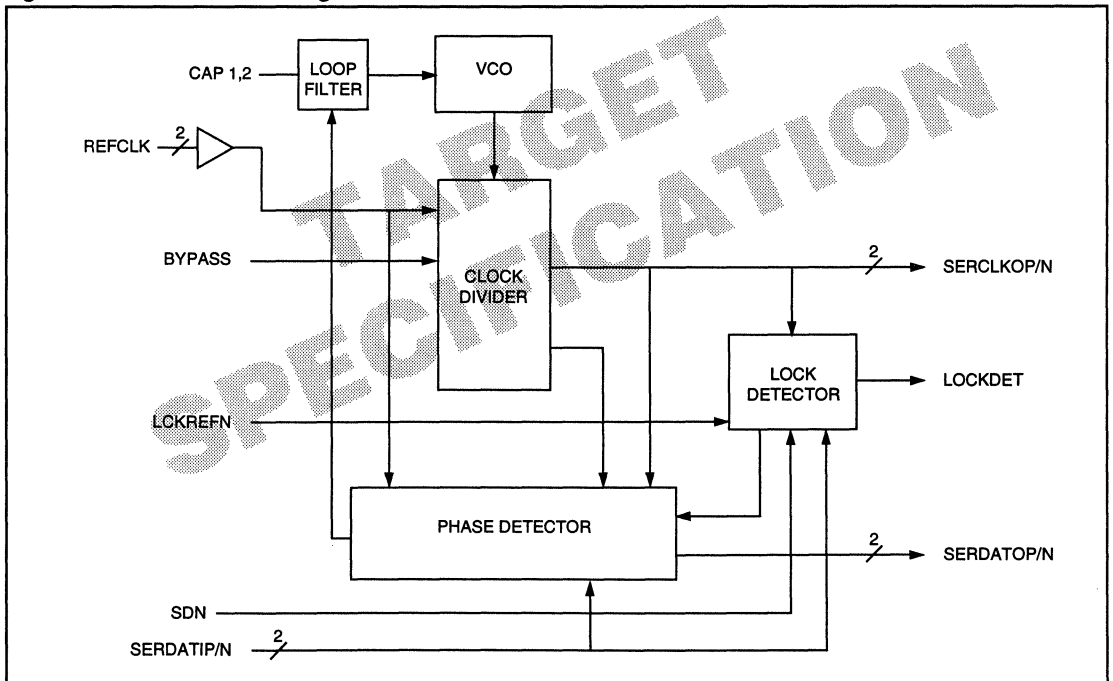 CAP 1,2
LOOP
FILTER
VCO
REFCLK
2
BYPASS
CLOCK
DIVIDER
2
SERCLKOP/N
LOCK
DETECTOR
LOCKDET
LCKREFN
PHASE DETECTOR
2
SERDATOP/N
SDN
SERDATIP/N
2
TARGET
SPECIFICATION